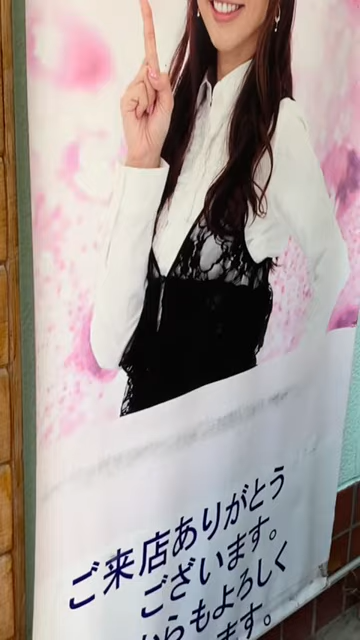 ご来店ありがとう
ございます。
らもよろしく
ます。